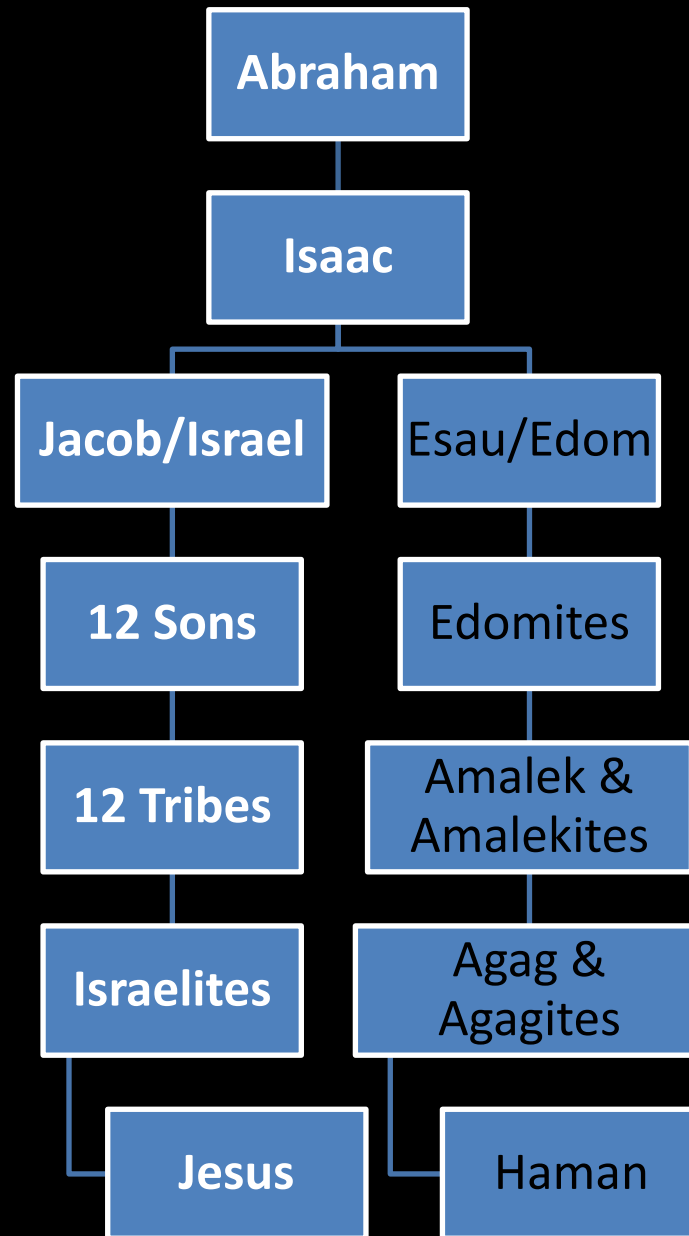 Abraham
Isaac
Jacob/Israel
Esau/Edom
12 Sons
Edomites
12 Tribes
Amalek &
Amalekites
Israelites
Agag &
Agagites
Jesus
Haman